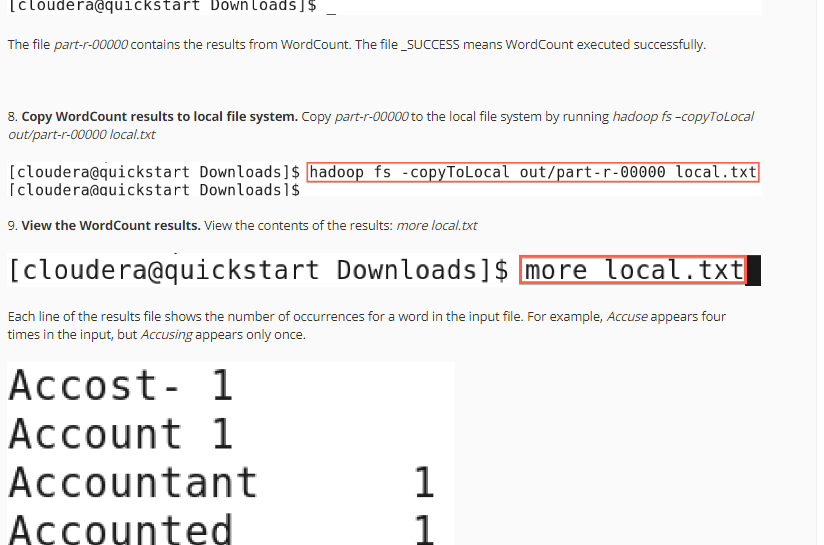 [cloudera@quickstart Downloads]$ _
The file part-r-00000 contains the results from WordCount. The file _SUCCESS means WordCount executed successfully.
8. Copy WordCount results to local file system. Copy part-r-00000 to the local file system by running hadoop fs –copyToLocal
out/part-r-00000 local.txt
[cloudera@quickstart Downloads]$ hadoop fs -copyToLocal out/part-r-00000 local.txt
[cloudera@quickstart Downloads]$
9. View the WordCount results. View the contents of the results: more local.txt
[cloudera@quickstart Downloads]$ more local.txt
Each line of the results file shows the number of occurrences for a word in the input file. For example, Accuse appears four
times in the input, but Accusing appears only once.
Accost- 1
Account 1
Accountant 1
Accounted 1